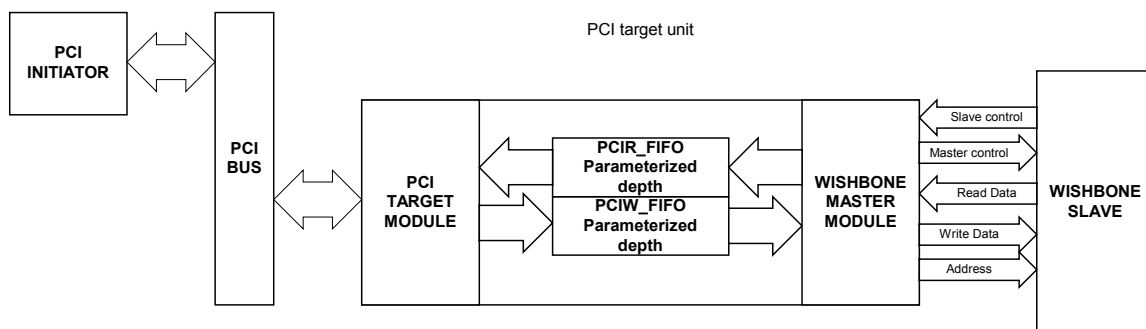 PCI target unit
PCI
INITIATOR
PCI
BUS
PCI
TARGET
MODULE
PCIR_FIFO
Parameterized
depth
PCIW_FIFO
Parameterized
depth
WISHBONE
MASTER
MODULE
Slave control
Master control
Read Data
Write Data
Address
WISHBONE
SLAVE